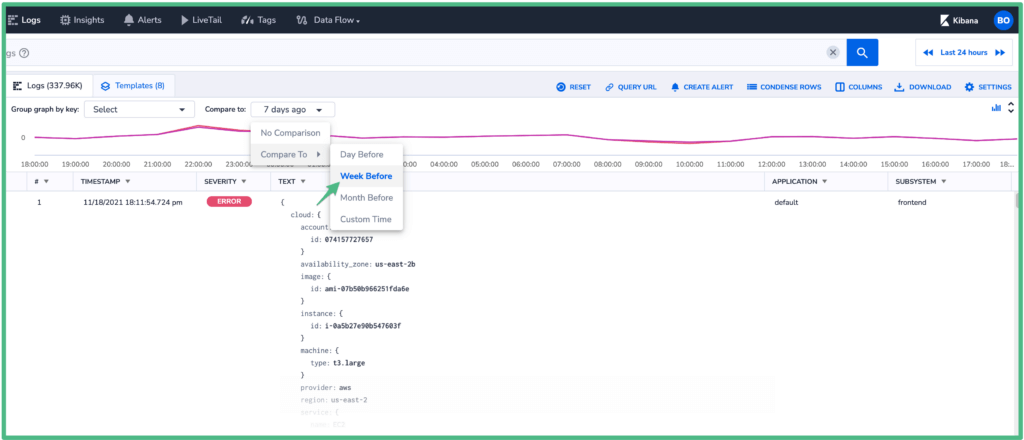 Logs Insights Alerts LiveTail Tags Data Flow Kibana BO
gs Last 24 hours
Logs (337.96K) Templates (8) RESET QUERY URL CREATE ALERT CONDENSE ROWS COLUMNS DOWNLOAD SETTINGS
Group graph by key: Select Compare to: 7 days ago
No Comparison
Compare To
Day Before
Week Before
Month Before
Custom Time
0
18:00:00 19:00:00 20:00:00 21:00:00 22:00:00 04:00:00 05:00:00 06:00:00 07:00:00 08:00:00 09:00:00 10:00:00 11:00:00 12:00:00 13:00:00 14:00:00 15:00:00 16:00:00 17:00:00 18:...
# TIMESTAMP SEVERITY TEXT APPLICATION SUBSYSTEM
1 11/18/2021 18:11:54.724 pm ERROR { default frontend
cloud: {
account:
id: 074157727657
}
availability_zone: us-east-2b
image: {
id: ami-07b50b966251fda6e
}
instance: {
id: i-0a5b27e90b547603f
}
machine: {
type: t3.large
}
provider: aws
region: us-east-2
service: {